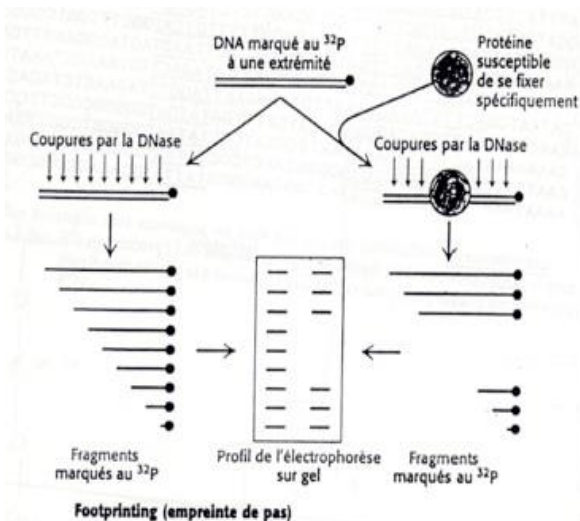 DNA marqué au ³²P
à une extrémité
Protéine
susceptible
de se fixer
spécifiquement
Coupures par la DNase
Coupures par la DNase
Fragments
marqués au ³²P
Profil de l'électrophorèse
sur gel
Fragments
marqués au ³²P
Footprinting (empreinte de pas)